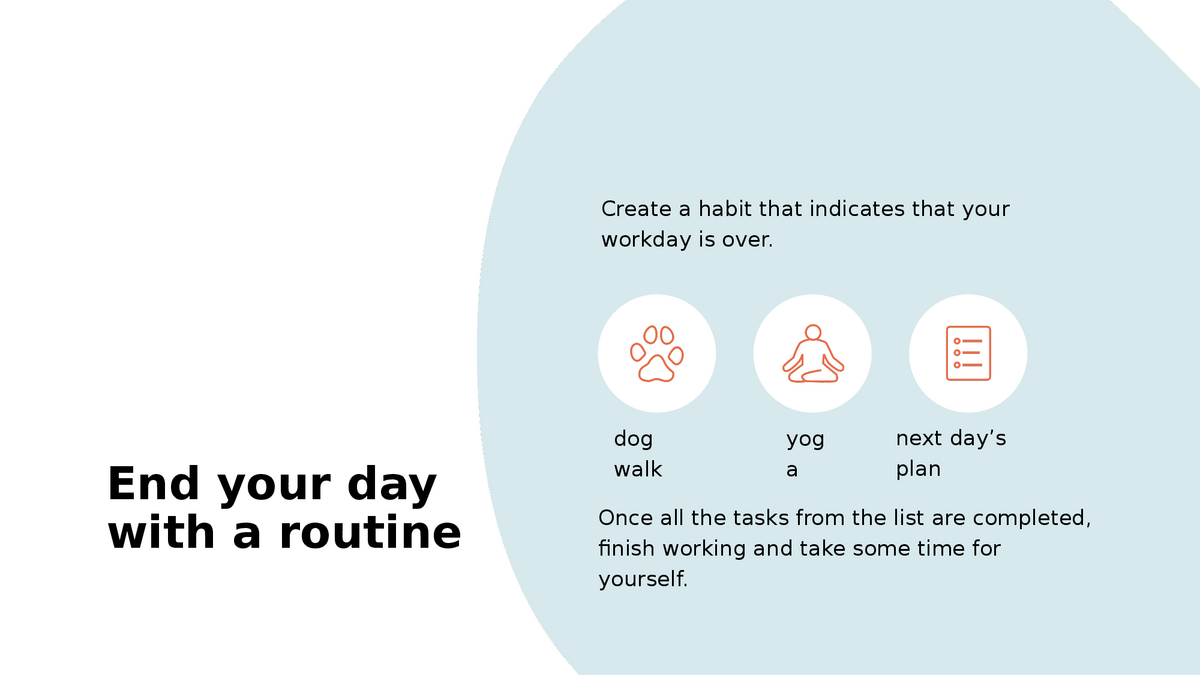 End your day
with a routine
Create a habit that indicates that your
workday is over.
dog
walk
yog
a
next day’s
plan
Once all the tasks from the list are completed,
finish working and take some time for
yourself.